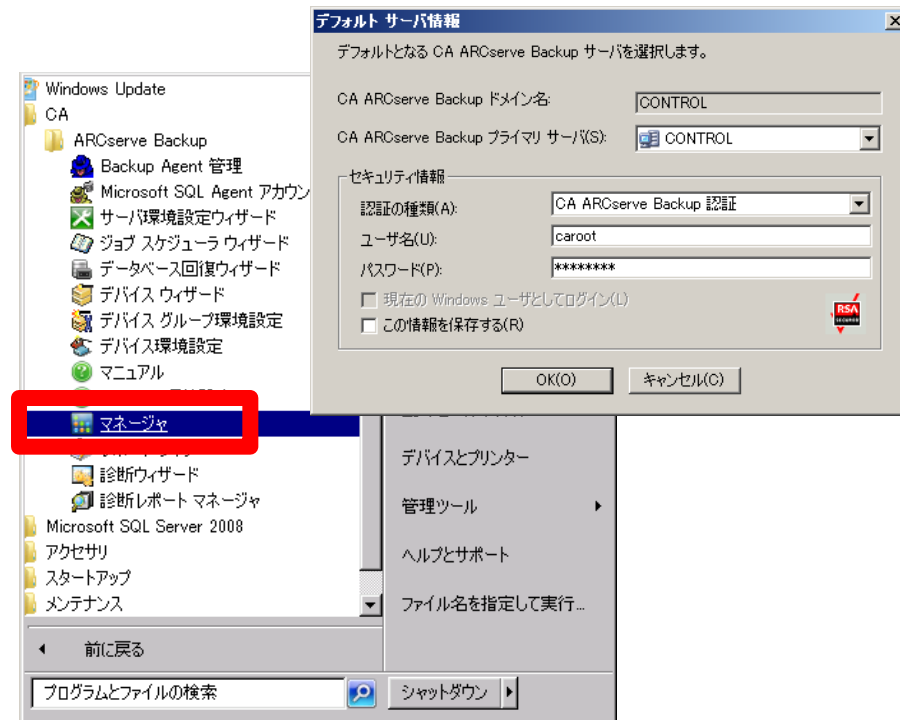 デフォルト サーバ情報
デフォルトとなる CA ARCserve Backup サーバを選択します。
CA ARCserve Backup ドメイン名:
CONTROL
CA ARCserve Backup プライマリ サーバ(S):
CONTROL
セキュリティ情報
認証の種類(A):
CA ARCserve Backup 認証
ユーザ名(U):
caroot
パスワード(P):
********
現在の Windows ユーザとしてログイン(L)
この情報を保存する(R)
RSA
SECURED
OK(O)
キャンセル(C)
Windows Update
CA
ARCserve Backup
Backup Agent 管理
Microsoft SQL Agent アカウン
サーバ環境設定ウィザード
ジョブ スケジューラ ウィザード
データベース回復ウィザード
デバイス ウィザード
デバイス グループ環境設定
デバイス環境設定
マニュアル
マネージャ
診断ウィザード
診断レポート マネージャ
Microsoft SQL Server 2008
アクセサリ
スタートアップ
メンテナンス
前に戻る
プログラムとファイルの検索
デバイスとプリンター
管理ツール
ヘルプとサポート
ファイル名を指定して実行...
シャットダウン